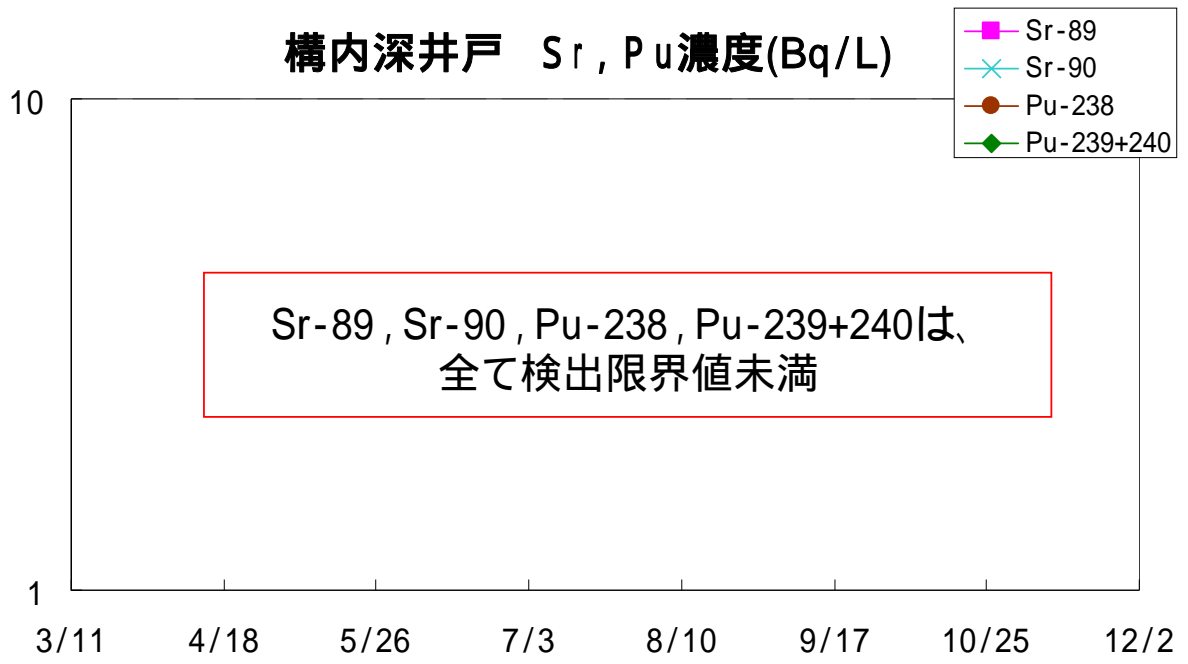 構内深井戸　Sr, Pu濃度(Bq/L)
Sr-89
Sr-90
Pu-238
Pu-239+240
10
Sr-89 , Sr-90 , Pu-238 , Pu-239+240は、
全て検出限界値未満
1
3/11 4/18 5/26 7/3 8/10 9/17 10/25 12/2